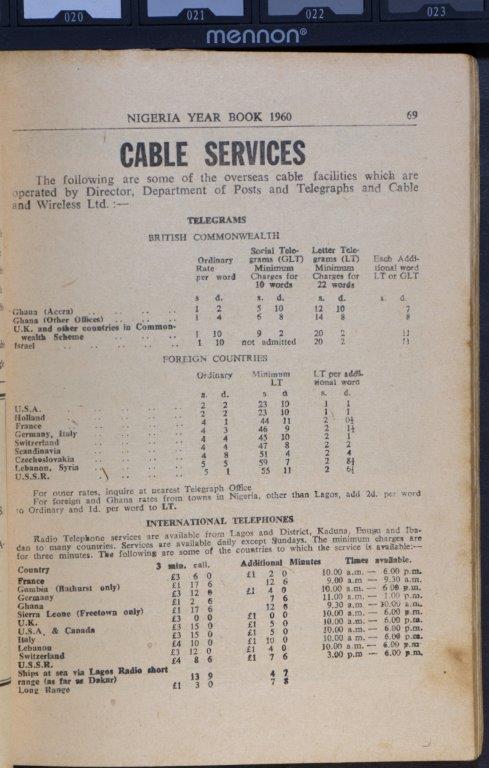 020 021 022 023
mennon®
NIGERIA YEAR BOOK 1960 69
CABLE SERVICES
The following are some of the overseas cable facilities which are
operated by Director, Department of Posts and Telegraphs and Cable
and Wireless Ltd. :—
TELEGRAMS
BRITISH COMMONWEALTH
Ordinary Rate per word
Social Telegrams (GLT) Minimum Charges for 10 words
Letter Telegrams (LT) Minimum Charges for 22 words
Each Additional word LT or GLT
s d. s. d. s. d. s. d.
Ghana (Accra) 1 2 5 10 12 10 7
Ghana (Other Offices) 1 4 6 8 14 8 8
U.K. and other countries in Common-
wealth Scheme 1 10 9 2 20 2 11
Israel 1 10 not admitted 20 2 11
FOREIGN COUNTRIES
Ordinary Minimum LT LT per addi-
tional word
s. d. s d s. d.
U.S.A. 2 2 23 10 1 1
Holland 2 2 23 10 1 1
France 4 1 44 11 2 0½
Germany, Italy 4 3 46 9 2 1½
Switzerland 4 4 45 10 2 1
Scandinavia 4 4 47 8 2 2
Czechoslovakia 4 8 51 4 2 4
Lebanon, Syria 5 5 59 7 2 8½
U.S.S.R. 5 1 55 11 2 6½
For other rates, inquire at nearest Telegraph Office
For foreign and Ghana rates from towns in Nigeria, other than Lagos, add 2d. per word
to Ordinary and 1d. per word to LT.
INTERNATIONAL TELEPHONES
Radio Telephone services are available from Lagos and District, Kaduna, Enugu and Iba-
dan to many countries. Services are available daily except Sundays. The minimum charges are
for three minutes. The following are some of the countries to which the service is available:—
Country 3 min. call. Additional Minutes Times available.
France £3 6 0 £1 2 0 10.00 a.m. — 6.00 p.m.
Gambia (Bathurst only) £1 17 6 12 6 9.00 a.m — 9.30 a.m.
Germany £3 12 0 £1 4 0 10.00 a.m. — 6.00 p.m.
Ghana £1 2 6 7 6 11.00 a.m. — 1.00 p.m.
Sierra Leone (Freetown only) £1 17 6 12 6 9.30 a.m — 10.00 a.m.
U.K. £3 0 0 £1 0 0 10.00 a.m. — 6.00 p.m.
U.S.A. & Canada £3 15 0 £1 5 0 10.00 a.m. — 6.00 p.m.
Italy £3 15 0 £1 5 0 10.00 a.m. — 6.00 p.m.
Lebanon £4 10 0 £1 10 0 10.00 a.m. — 6.00 p.m.
Switzerland £3 12 0 £1 4 0 10.00 a.m. — 6.00 p.m
U.S.S.R. £4 8 6 £1 7 6 3.00 p.m — 6.00 p.m.
Ships at sea via Lagos Radio short
range (as far as Dakar) 13 9 4 7
Long Range £1 3 0 7 8